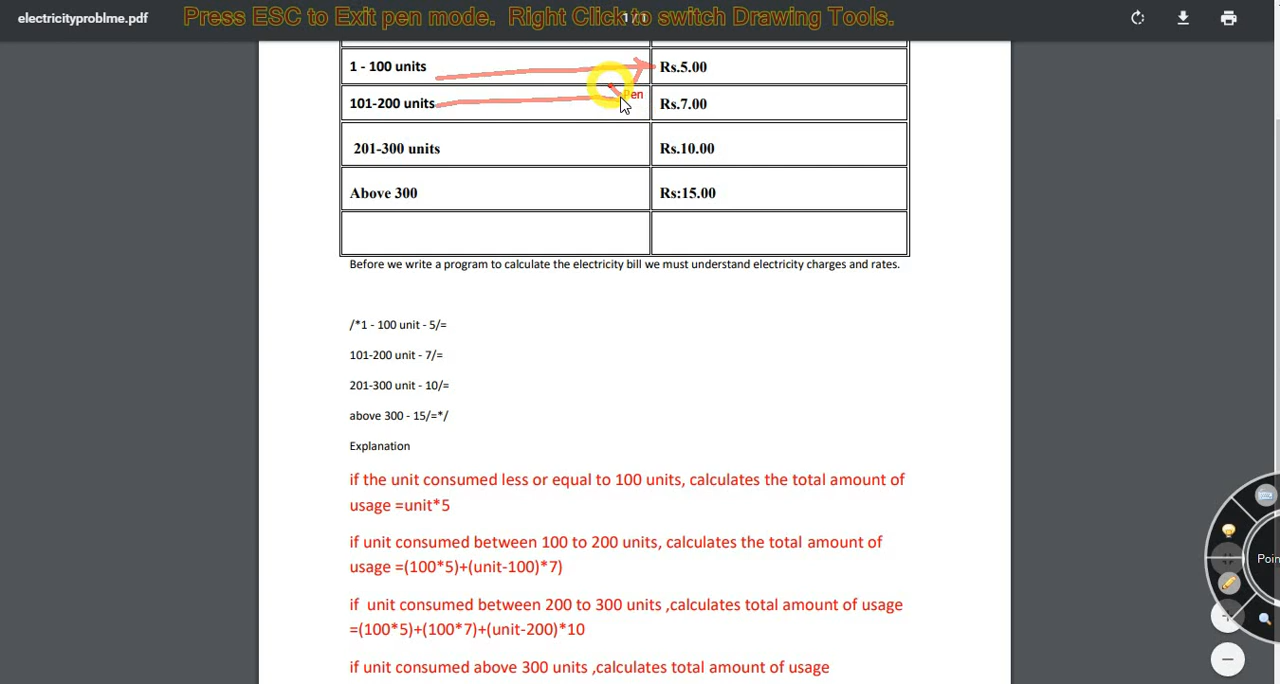 electricityproblme.pdf
Press ESC to Exit pen mode. Right Click to switch Drawing Tools.
1 / 1
1 - 100 units Rs.5.00
Pen
101-200 units Rs.7.00
201-300 units Rs.10.00
Above 300 Rs:15.00
Before we write a program to calculate the electricity bill we must understand electricity charges and rates.
/*1 - 100 unit - 5/=
101-200 unit - 7/=
201-300 unit - 10/=
above 300 - 15/=*/
Explanation
if the unit consumed less or equal to 100 units, calculates the total amount of
usage =unit*5
if unit consumed between 100 to 200 units, calculates the total amount of
usage =(100*5)+(unit-100)*7)
if unit consumed between 200 to 300 units ,calculates total amount of usage
=(100*5)+(100*7)+(unit-200)*10
if unit consumed above 300 units ,calculates total amount of usage
Poin